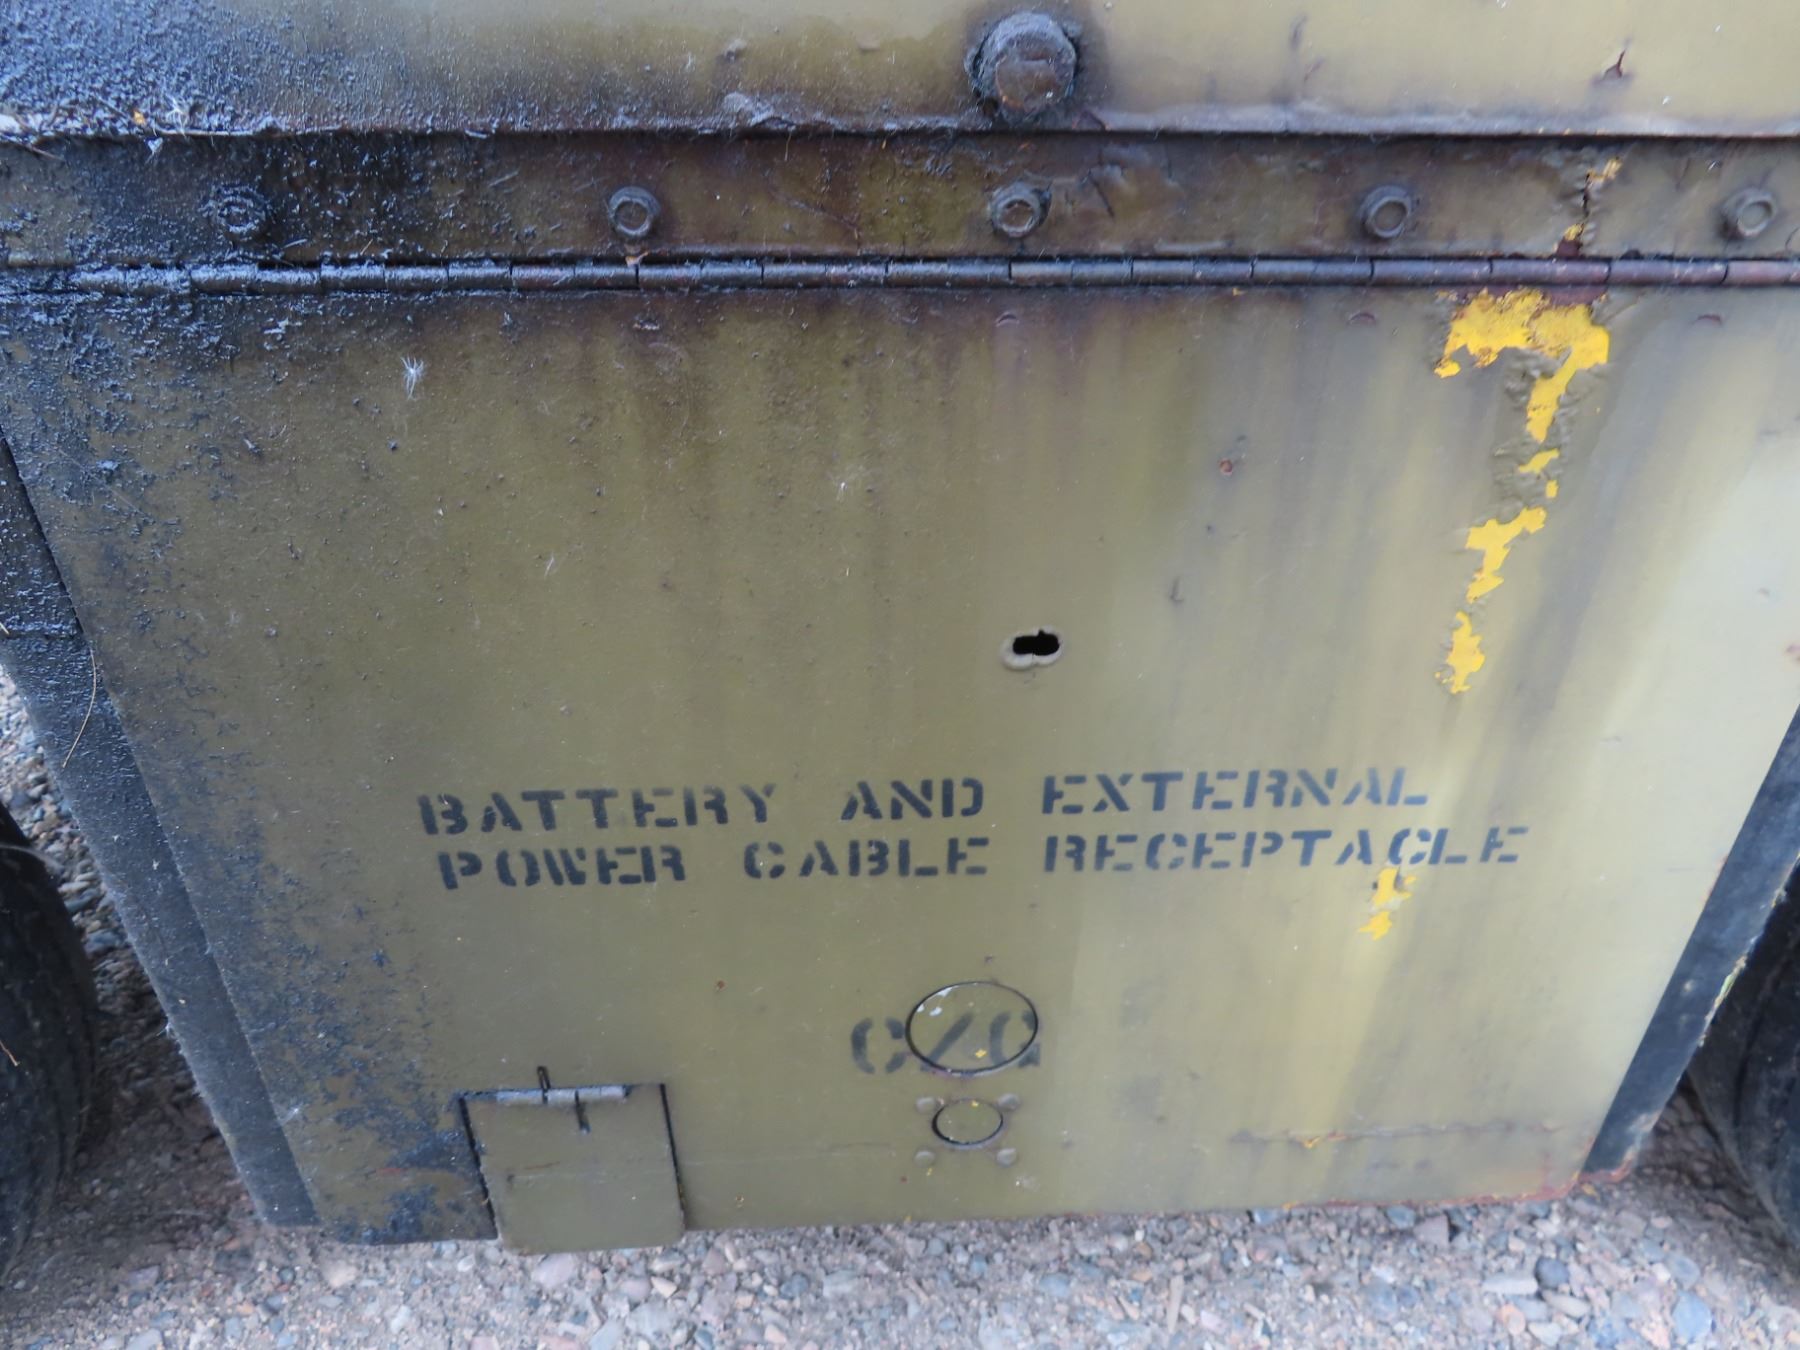 BATTERY AND EXTERNAL
POWER CABLE RECEPTACLE